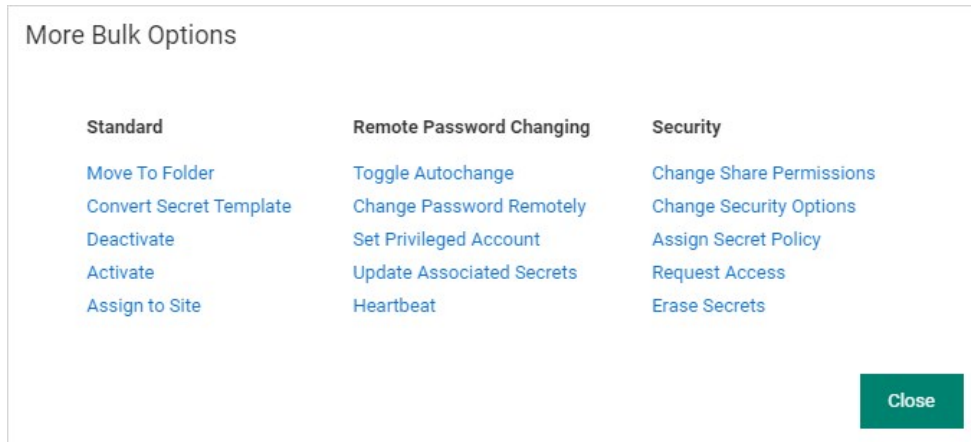 More Bulk Options
Standard
Move To Folder
Convert Secret Template
Deactivate
Activate
Assign to Site
Remote Password Changing
Toggle Autochange
Change Password Remotely
Set Privileged Account
Update Associated Secrets
Heartbeat
Security
Change Share Permissions
Change Security Options
Assign Secret Policy
Request Access
Erase Secrets
Close